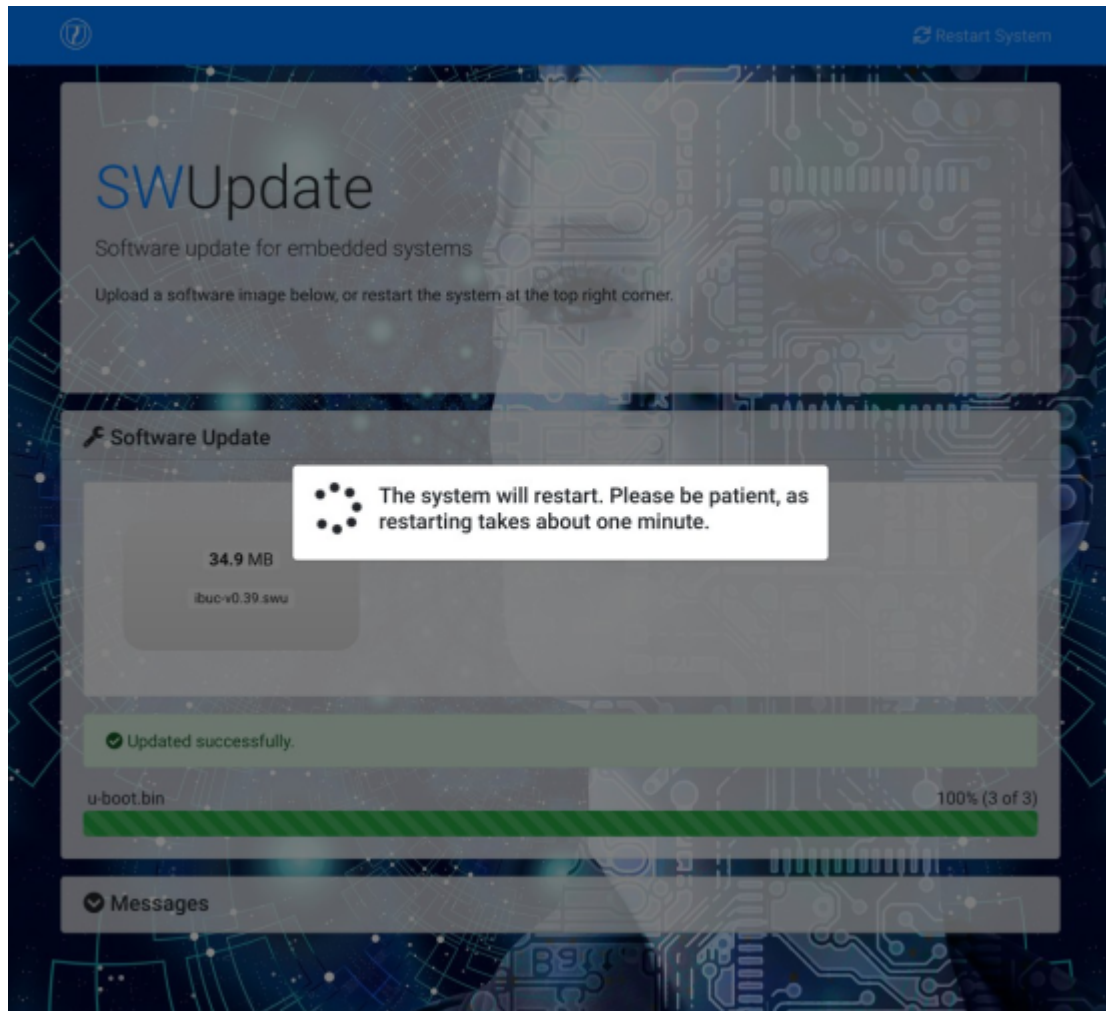 Restart System
SWUpdate
Software update for embedded systems
Upload a software image below, or restart the system at the top right corner.
Software Update
The system will restart. Please be patient, as
restarting takes about one minute.
34.9 MB
ibuc-v0.39.swu
Updated successfully.
u-boot.bin
100% (3 of 3)
Messages